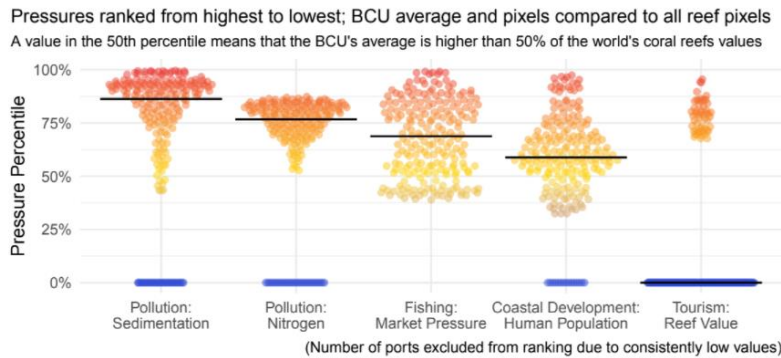 Pressures ranked from highest to lowest; BCU average and pixels compared to all reef pixels
A value in the 50th percentile means that the BCU's average is higher than 50% of the world's coral reefs values
Pressure Percentile
100%
75%
50%
25%
0%
Pollution:
Sedimentation
Pollution:
Nitrogen
Fishing:
Market Pressure
Coastal Development:
Human Population
Tourism:
Reef Value
(Number of ports excluded from ranking due to consistently low values)